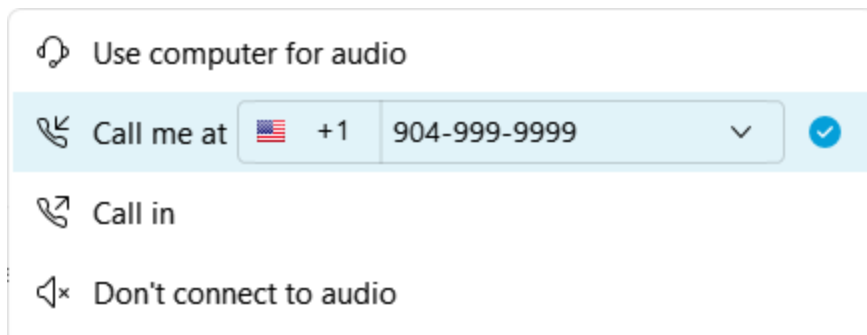 Use computer for audio
Call me at +1 904-999-9999
Call in
Don't connect to audio